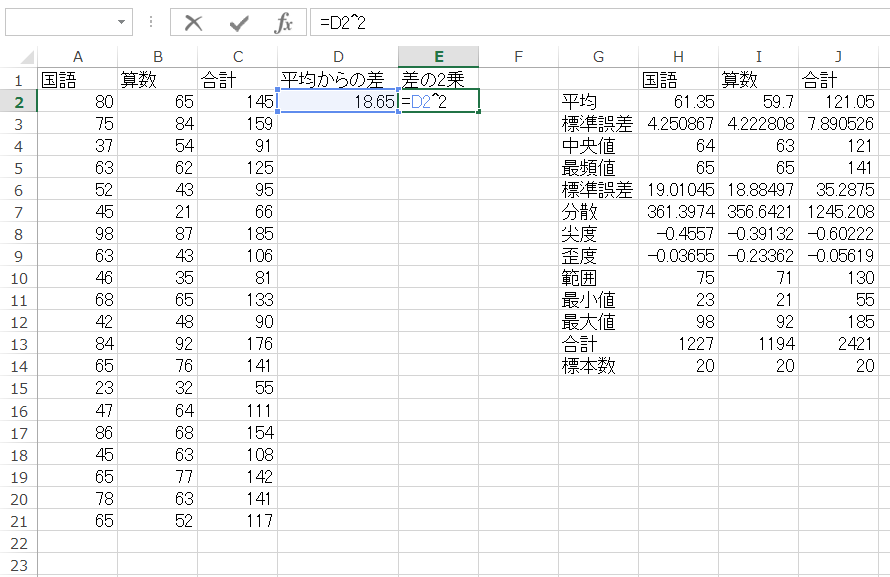 =D2^2
A B C D E F G H I J
1 国語 算数 合計 平均からの差 差の2乗 国語 算数 合計
2 80 65 145 18.65 =D2^2 平均 61.35 59.7 121.05
3 75 84 159 標準誤差 4.250867 4.222808 7.890526
4 37 54 91 中央値 64 63 121
5 63 62 125 最頻値 65 65 141
6 52 43 95 標準誤差 19.01045 18.88497 35.2875
7 45 21 66 分散 361.3974 356.6421 1245.208
8 98 87 185 尖度 -0.4557 -0.39132 -0.60222
9 63 43 106 歪度 -0.03655 -0.23362 -0.05619
10 46 35 81 範囲 75 71 130
11 68 65 133 最小値 23 21 55
12 42 48 90 最大値 98 92 185
13 84 92 176 合計 1227 1194 2421
14 65 76 141 標本数 20 20 20
15 23 32 55
16 47 64 111
17 86 68 154
18 45 63 108
19 65 77 142
20 78 63 141
21 65 52 117
22
23